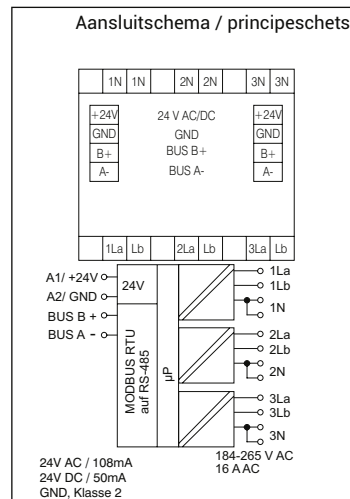 Aansluitschema / principeschets
1N 1N 2N 2N 3N 3N
+24V 24 V AC/DC +24V
GND GND GND
B+ BUS B+ B+
A- BUS A- A-
1La Lb 2La Lb 3La Lb
A1/ +24V
A2/ GND
BUS B +
BUS A -
24V
MODBUS RTU
auf RS-485
µP
1La
1Lb
1N
2La
2Lb
2N
3La
3Lb
3N
184-265 V AC
16 A AC
24V AC / 108mA
24V DC / 50mA
GND, Klasse 2